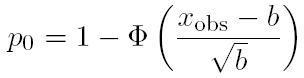 p_0 = 1 - \Phi\left(\frac{x_{\text{obs}} - b}{\sqrt{b}}\right)